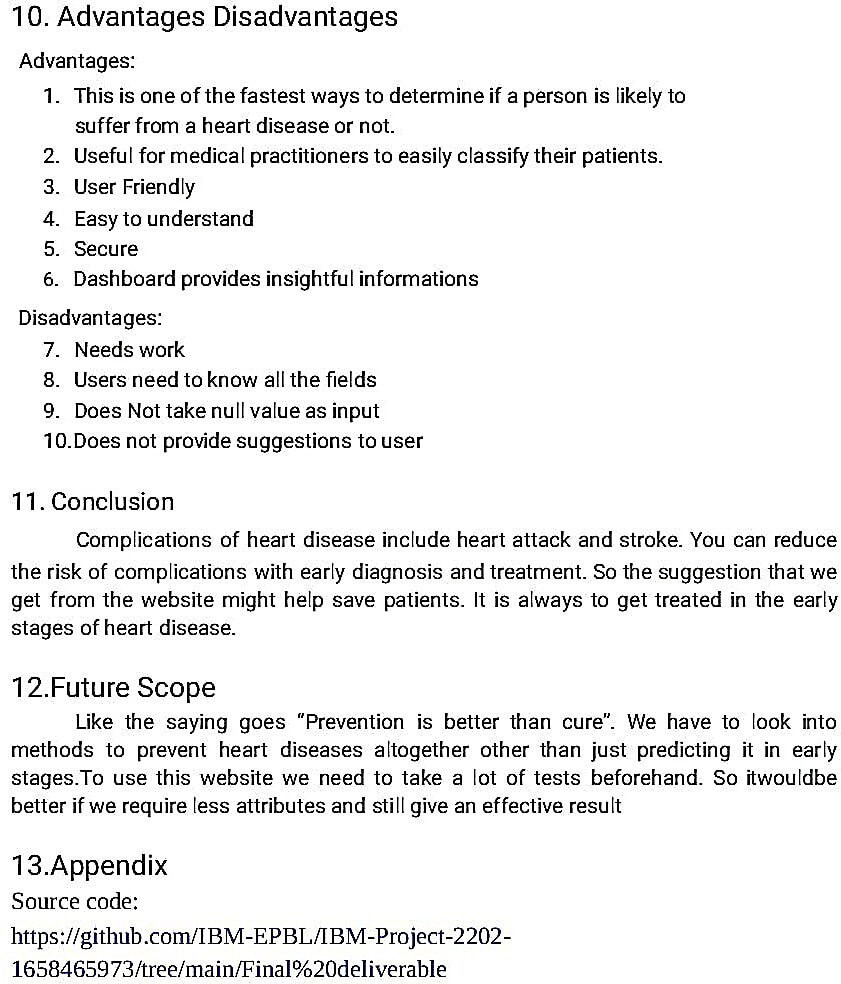 10. Advantages Disadvantages
Advantages:
1. This is one of the fastest ways to determine if a person is likely to
suffer from a heart disease or not.
2. Useful for medical practitioners to easily classify their patients.
3. User Friendly
4. Easy to understand
5. Secure
6. Dashboard provides insightful informations
Disadvantages:
7. Needs work
8. Users need to know all the fields
9. Does Not take null value as input
10.Does not provide suggestions to user
11. Conclusion
Complications of heart disease include heart attack and stroke. You can reduce
the risk of complications with early diagnosis and treatment. So the suggestion that we
get from the website might help save patients. It is always to get treated in the early
stages of heart disease.
12.Future Scope
Like the saying goes “Prevention is better than cure”. We have to look into
methods to prevent heart diseases altogether other than just predicting it in early
stages.To use this website we need to take a lot of tests beforehand. So itwouldbe
better if we require less attributes and still give an effective result
13.Appendix
Source code:
https://github.com/IBM-EPBL/IBM-Project-2202-
1658465973/tree/main/Final%20deliverable